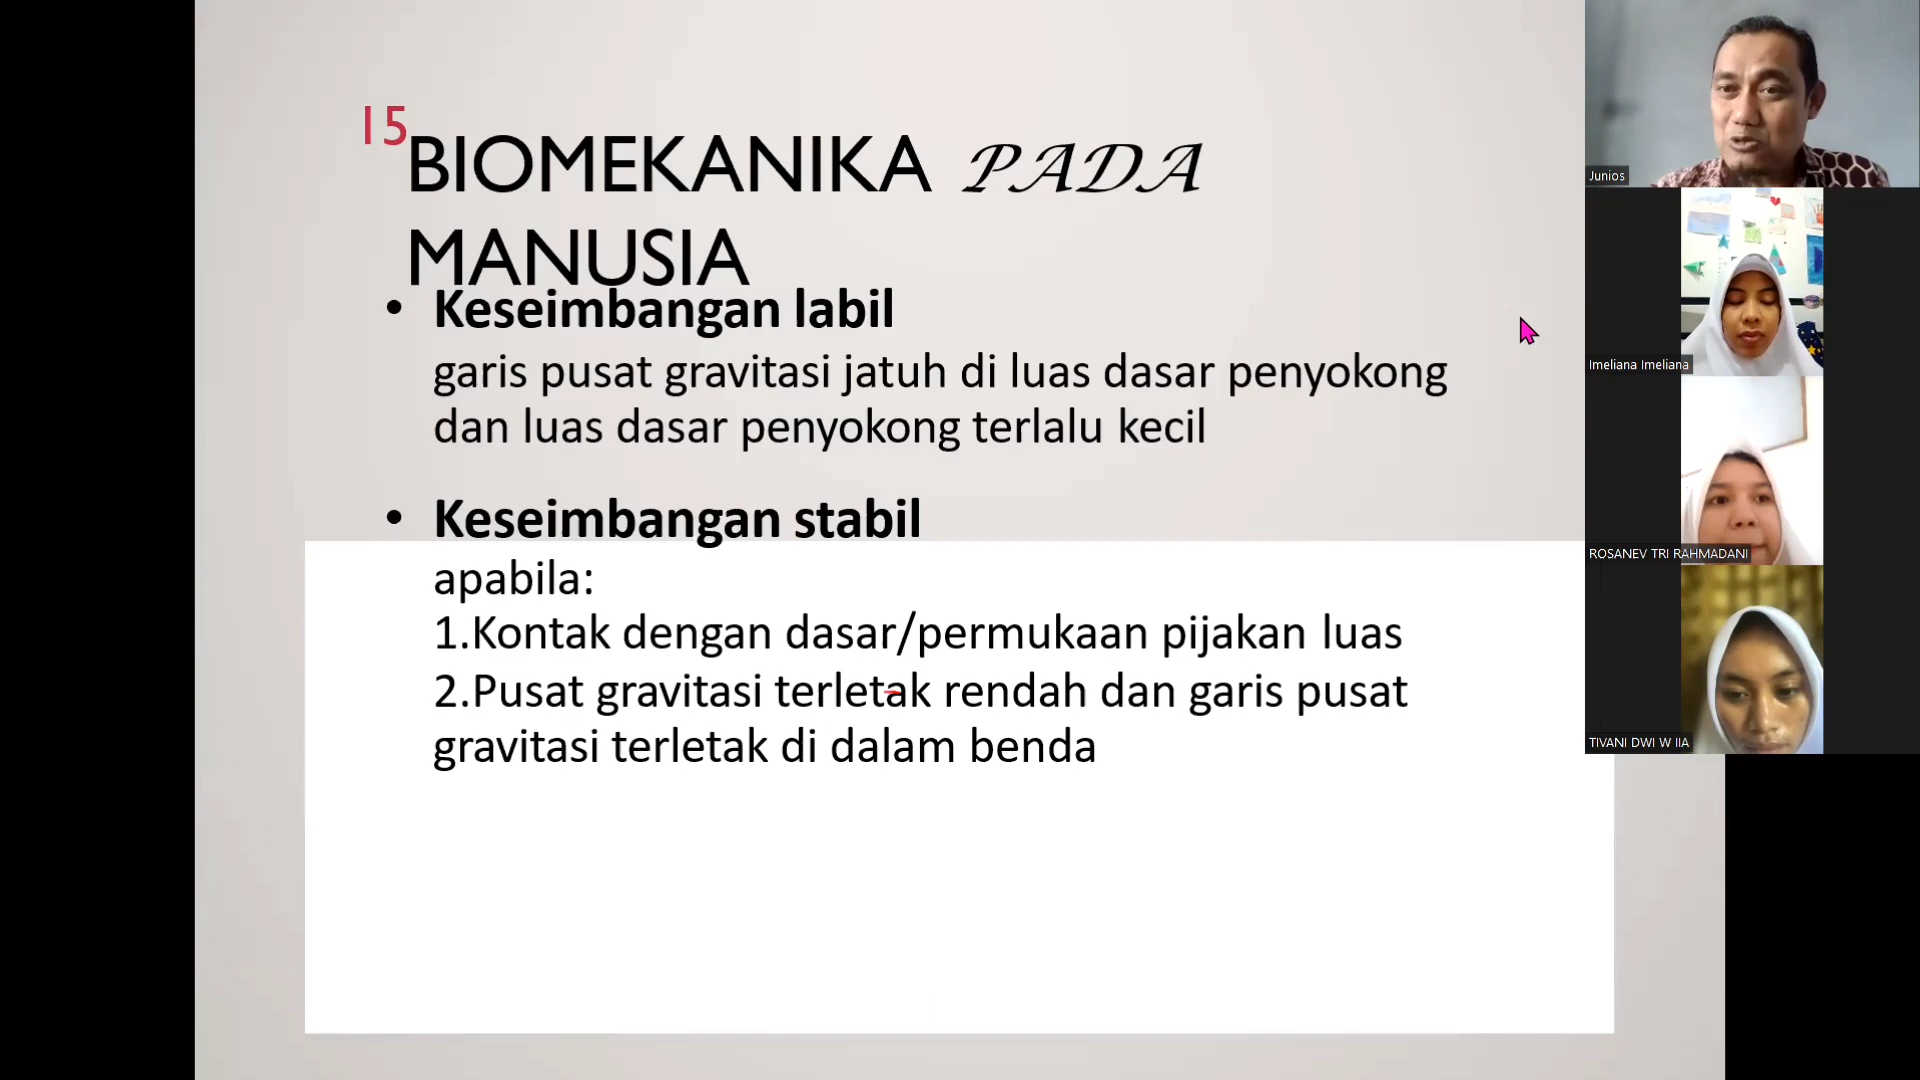 15
BIOMEKANIKA PADA
MANUSIA
• Keseimbangan labil
garis pusat gravitasi jatuh di luas dasar penyokong
dan luas dasar penyokong terlalu kecil
• Keseimbangan stabil
apabila:
1.Kontak dengan dasar/permukaan pijakan luas
2.Pusat gravitasi terletak rendah dan garis pusat
gravitasi terletak di dalam benda
Junios
Imeliana Imeliana
ROSANEV TRI RAHMADANI
TIVANI DWI W IIA